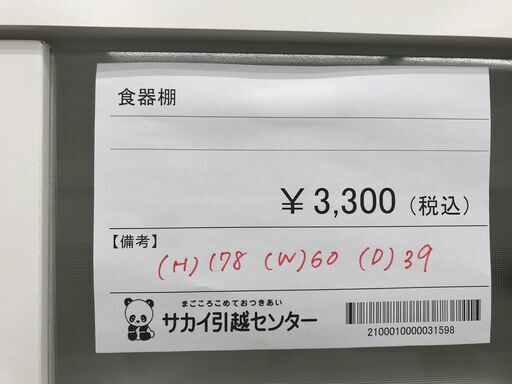 食器棚
¥ 3,300（税込）
【備考】
(H) 178 (W) 60 (D) 39
まごころこめておつきあい
サカイ引越センター
2100010000031598